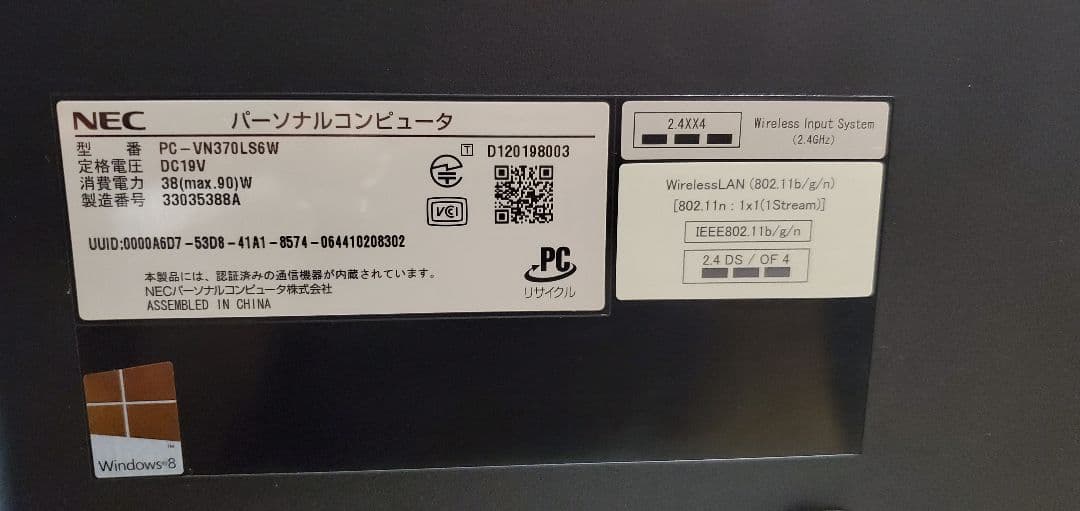 NEC パーソナルコンピュータ
型番 PC-VN370LS6W
定格電圧 DC19V
消費電力 38(max.90)W
製造番号 33035388A
T D120198003
VCI
UUID:0000A6D7-53D8-41A1-8574-064410208302
本製品には、認証済みの通信機器が内蔵されています。
NECパーソナルコンピュータ株式会社
ASSEMBLED IN CHINA
PC
リサイクル
2.4XX4
Wireless Input System
(2.4GHz)
WirelessLAN (802.11b/g/n)
[802.11n : 1x1(1Stream)]
IEEE802.11b/g/n
2.4 DS / OF 4
Windows®8